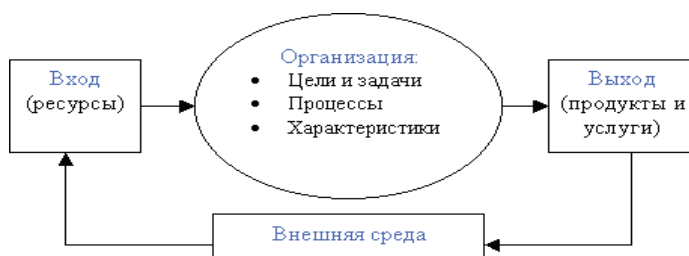 Вход
(ресурсы)
Организация:
• Цели и задачи
• Процессы
• Характеристики
Выход
(продукты и
услуги)
Внешняя среда